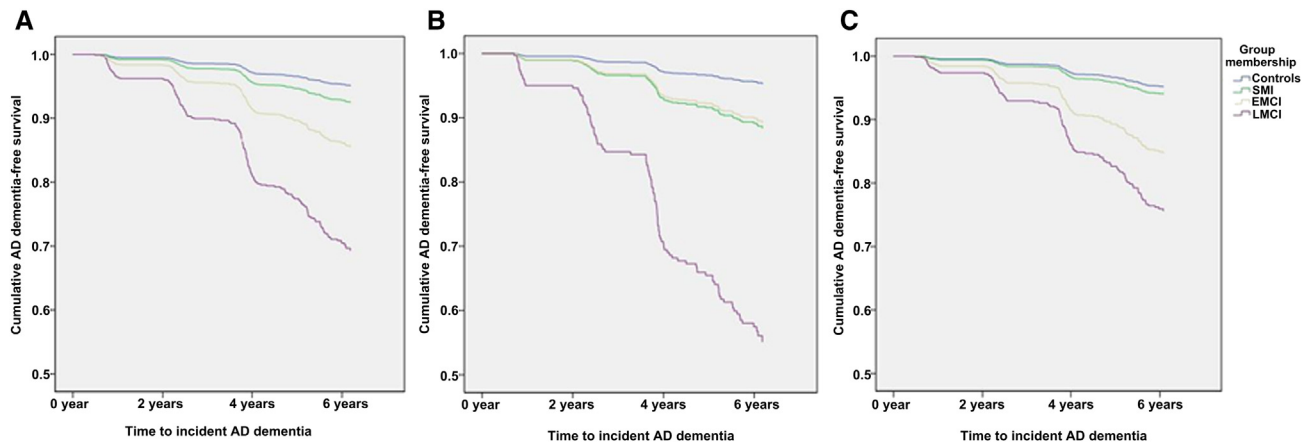 A
Cumulative AD dementia-free survival
1.0
0.9
0.8
0.7
0.6
0.5
0 year 2 years 4 years 6 years
Time to incident AD dementia
B
Cumulative AD dementia-free survival
1.0
0.9
0.8
0.7
0.6
0.5
0 year 2 years 4 years 6 years
Time to incident AD dementia
C
Cumulative AD dementia-free survival
1.0
0.9
0.8
0.7
0.6
0.5
0 year 2 years 4 years 6 years
Time to incident AD dementia
Group
membership
Controls
SMI
EMCI
LMCI